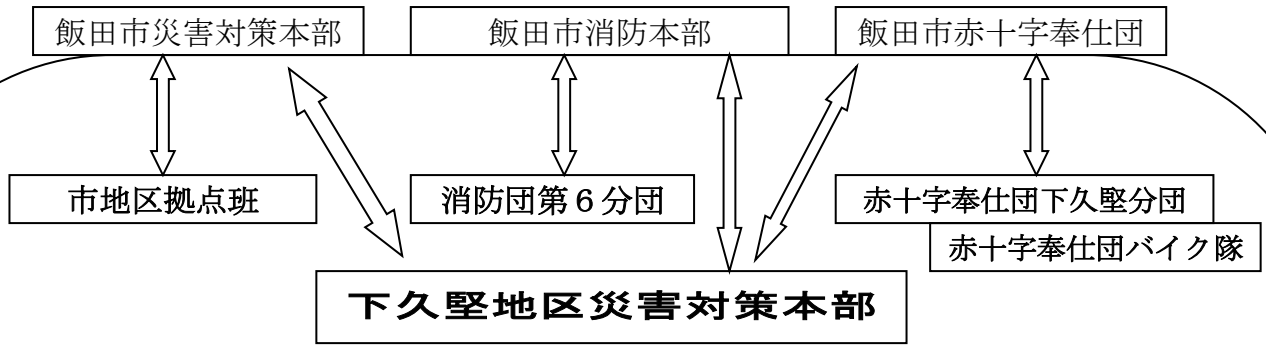 飯田市災害対策本部
飯田市消防本部
飯田市赤十字奉仕団
市地区拠点班
消防団第６分団
赤十字奉仕団下久堅分団
赤十字奉仕団バイク隊
下久堅地区災害対策本部